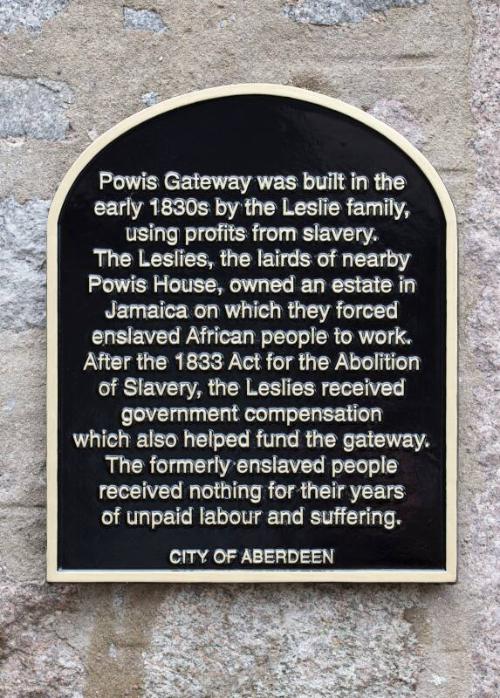 Powis Gateway was built in the
early 1830s by the Leslie family,
using profits from slavery.
The Leslies, the lairds of nearby
Powis House, owned an estate in
Jamaica on which they forced
enslaved African people to work.
After the 1833 Act for the Abolition
of Slavery, the Leslies received
government compensation
which also helped fund the gateway.
The formerly enslaved people
received nothing for their years
of unpaid labour and suffering.
CITY OF ABERDEEN